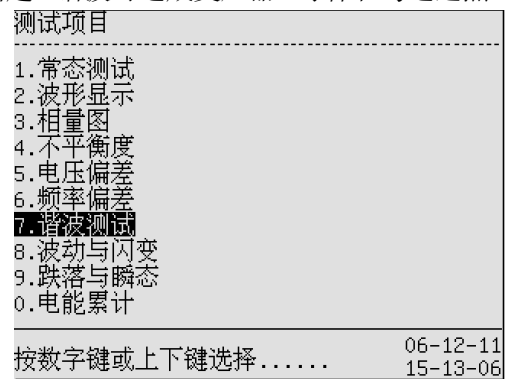 测试项目
1.常态测试
2.波形显示
3.相量图
4.不平衡度
5.电压偏差
6.频率偏差
7.谐波测试
8.波动与闪变
9.跌落与瞬态
0.电能累计
按数字键或上下键选择......
06-12-11
15-13-06